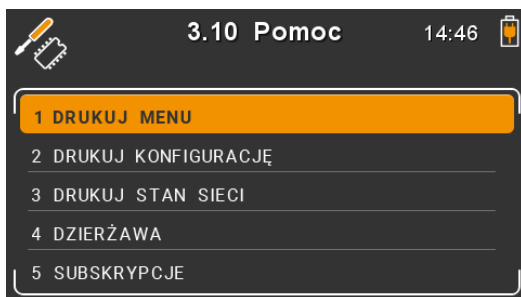 3.10 Pomoc 14:46
1 DRUKUJ MENU
2 DRUKUJ KONFIGURACJĘ
3 DRUKUJ STAN SIECI
4 DZIERŻAWA
5 SUBSKRYPCJE